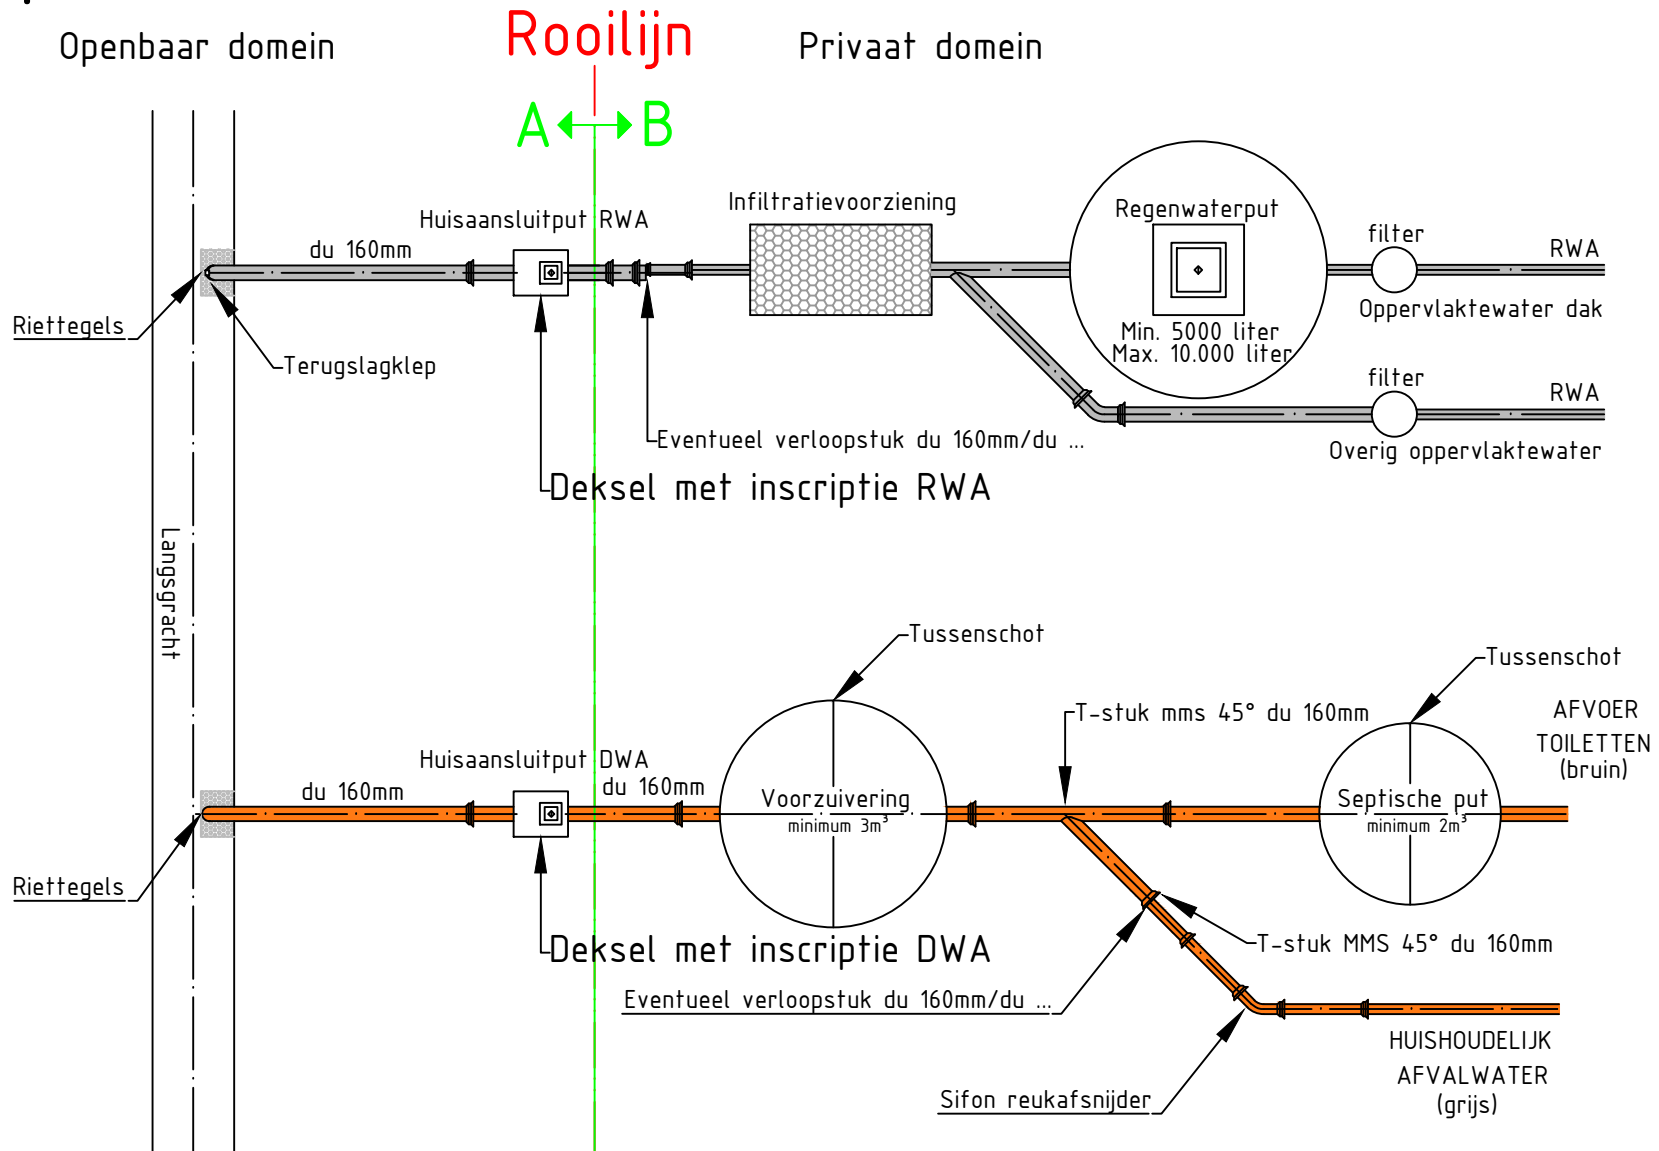 Openbaar domein
Rooilijn
Privaat domein
A
B
Huisaansluitput RWA
Infiltratievoorziening
Regenwaterput
filter
RWA
du 160mm
Oppervlaktewater dak
Riettegels
Min. 5000 liter
Max. 10.000 liter
Terugslagklep
filter
RWA
Eventueel verloopstuk du 160mm/du ...
Overig oppervlaktewater
Deksel met inscriptie RWA
Langsgracht
Tussenschot
Tussenschot
T-stuk mms 45° du 160mm
AFVOER
TOILETTEN
(bruin)
Huisaansluitput DWA
du 160mm
du 160mm
Voorzuivering
minimum 3m³
Septische put
minimum 2m³
Riettegels
Deksel met inscriptie DWA
T-stuk MMS 45° du 160mm
Eventueel verloopstuk du 160mm/du ...
HUISHOUDELIJK
AFVALWATER
(grijs)
Sifon reukafsnijder